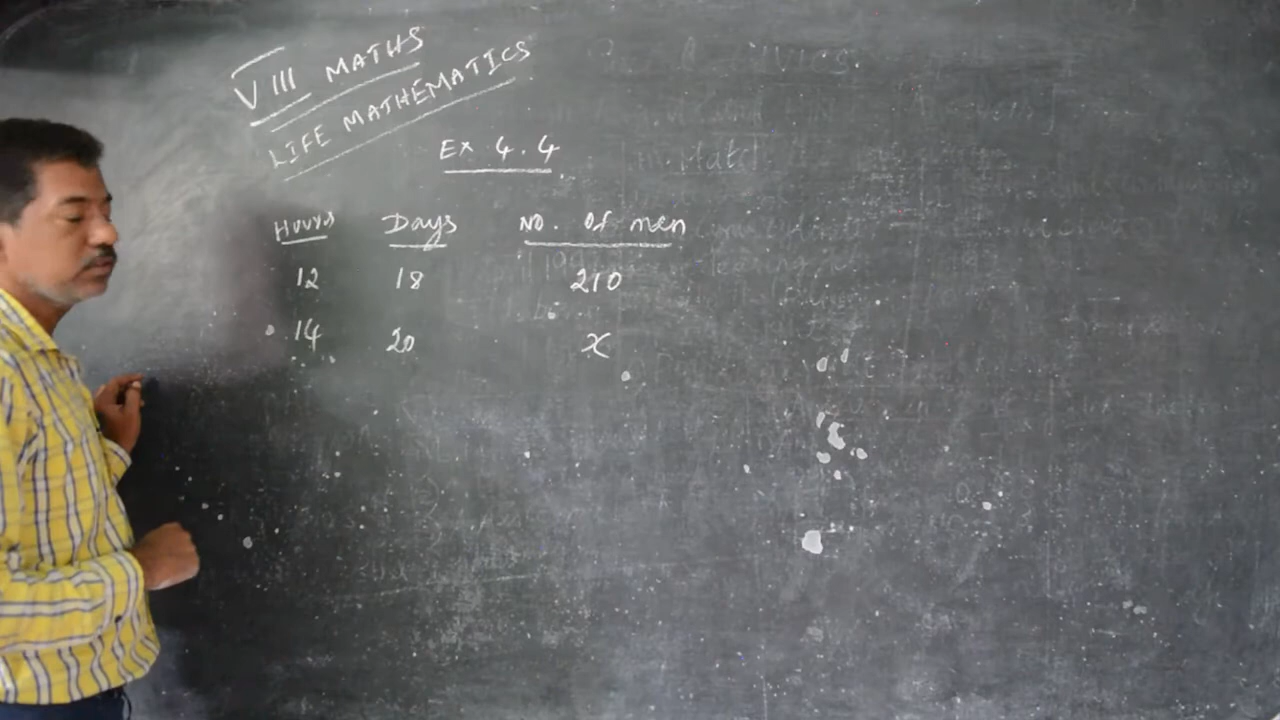 VIII MATHS
LIFE MATHEMATICS
Ex 4.4
Hours Days NO. Of men
12 18 210
14 20 x